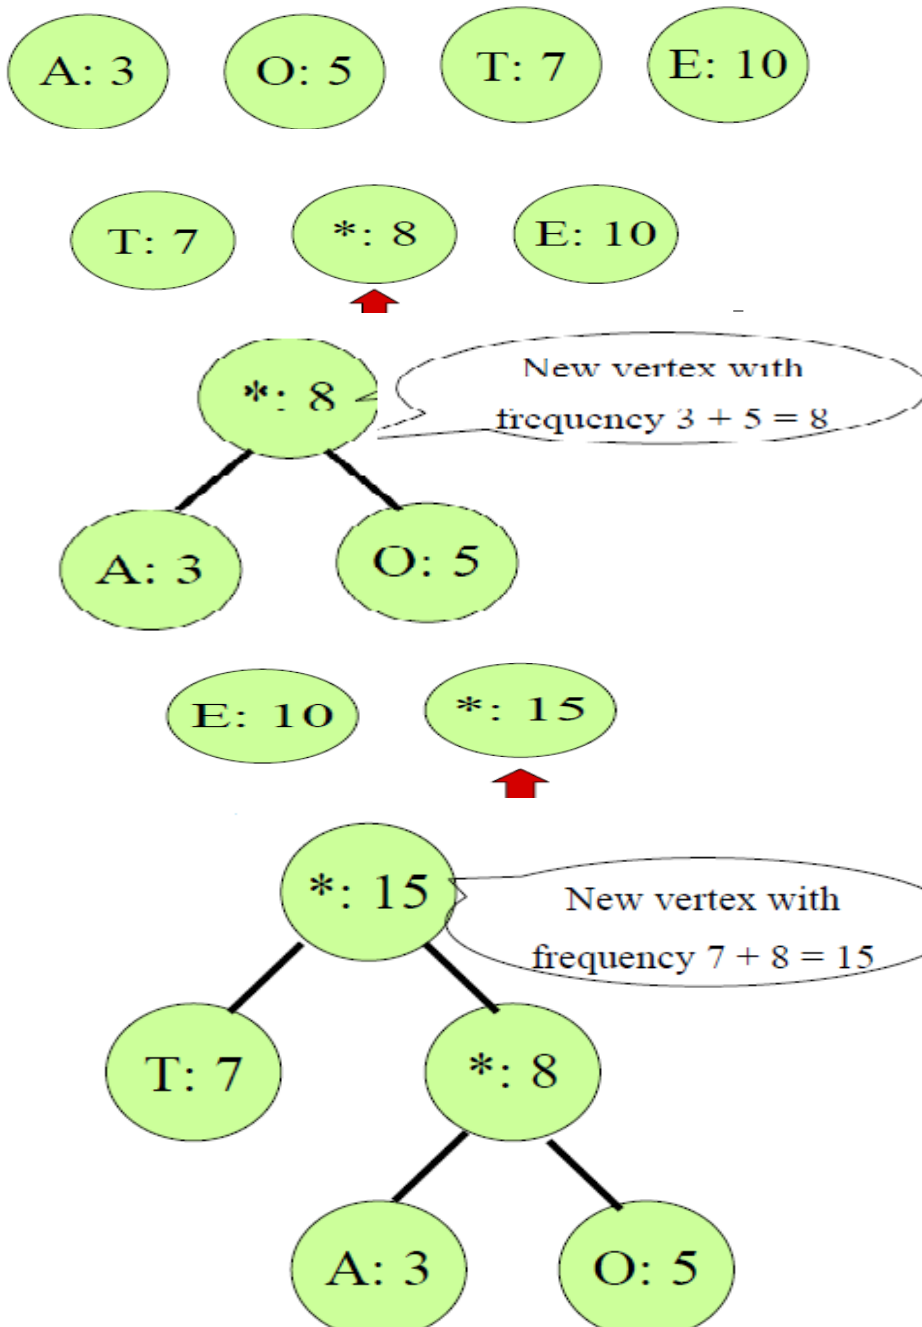 A: 3 O: 5 T: 7 E: 10
T: 7 *: 8 E: 10
*: 8
New vertex with
frequency 3 + 5 = 8
A: 3 O: 5
E: 10 *: 15
*: 15
New vertex with
frequency 7 + 8 = 15
T: 7 *: 8
A: 3 O: 5